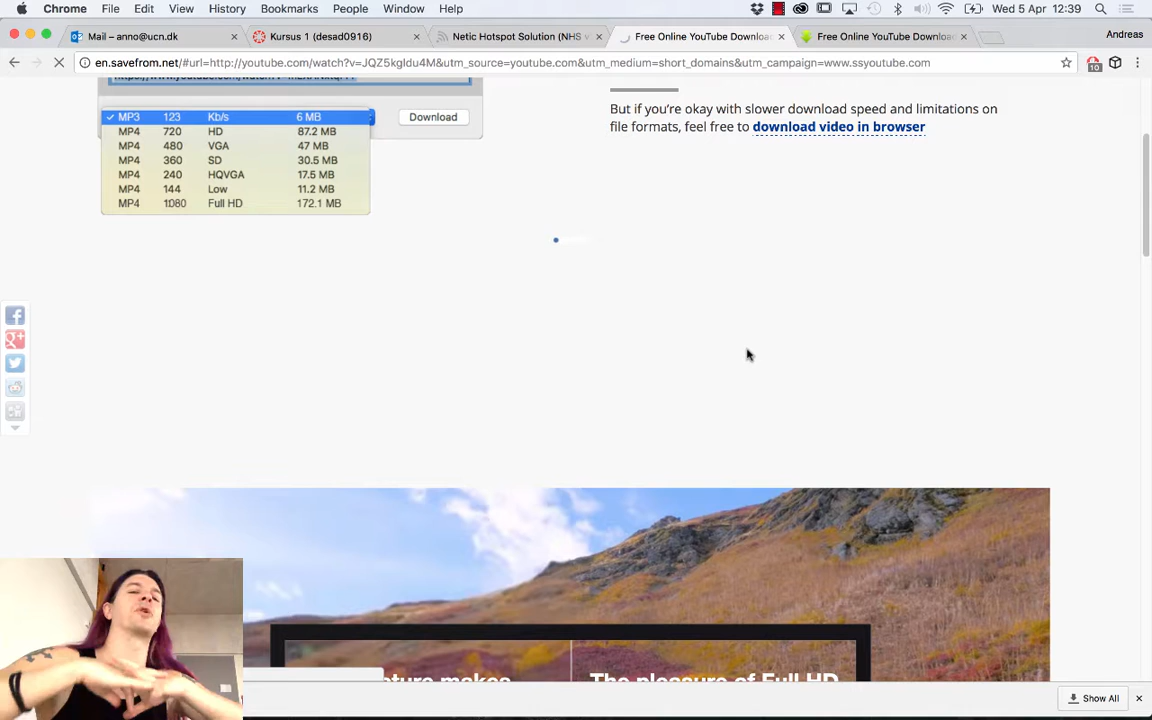 Chrome File Edit View History Bookmarks People Window Help Wed 5 Apr 12:39
Mail – anno@ucn.dk Kursus 1 (desad0916) Netic Hotspot Solution (NHS v Free Online YouTube Downloa Free Online YouTube Download Andreas
en.savefrom.net/#url=http://youtube.com/watch?v=JQZ5kgIdu4M&utm_source=youtube.com&utm_medium=short_domains&utm_campaign=www.ssyoutube.com
10
MP3 123 Kb/s 6 MB Download
MP4 720 HD 87.2 MB
MP4 480 VGA 47 MB
MP4 360 SD 30.5 MB
MP4 240 HQVGA 17.5 MB
MP4 144 Low 11.2 MB
MP4 1080 Full HD 172.1 MB
But if you're okay with slower download speed and limitations on
file formats, feel free to download video in browser
makes The pleasure of Full HD
Show All